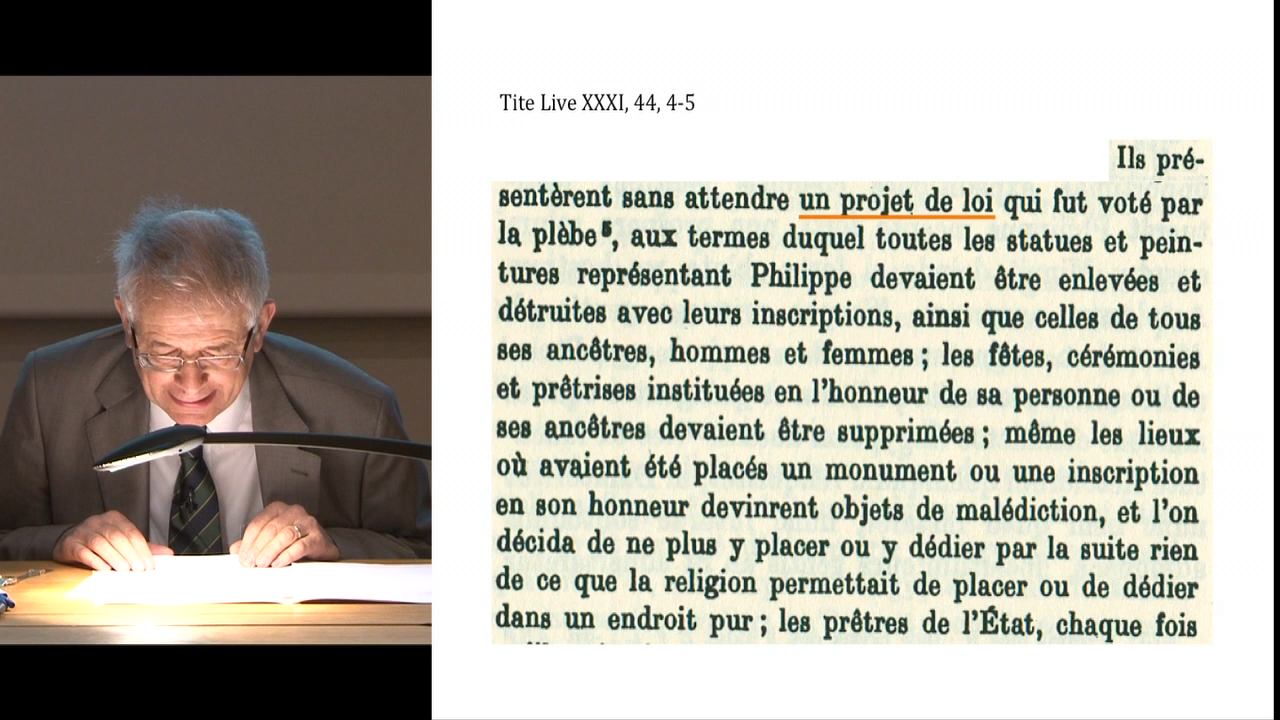 Tite Live XXXI, 44, 4-5
Ils pré-
sentèrent sans attendre un projet de loi qui fut voté par
la plèbe⁵, aux termes duquel toutes les statues et pein-
tures représentant Philippe devaient être enlevées et
détruites avec leurs inscriptions, ainsi que celles de tous
ses ancêtres, hommes et femmes ; les fêtes, cérémonies
et prêtrises instituées en l'honneur de sa personne ou de
ses ancêtres devaient être supprimées ; même les lieux
où avaient été placés un monument ou une inscription
en son honneur devinrent objets de malédiction, et l'on
décida de ne plus y placer ou y dédier par la suite rien
de ce que la religion permettait de placer ou de dédier
dans un endroit pur ; les prêtres de l'État, chaque fois